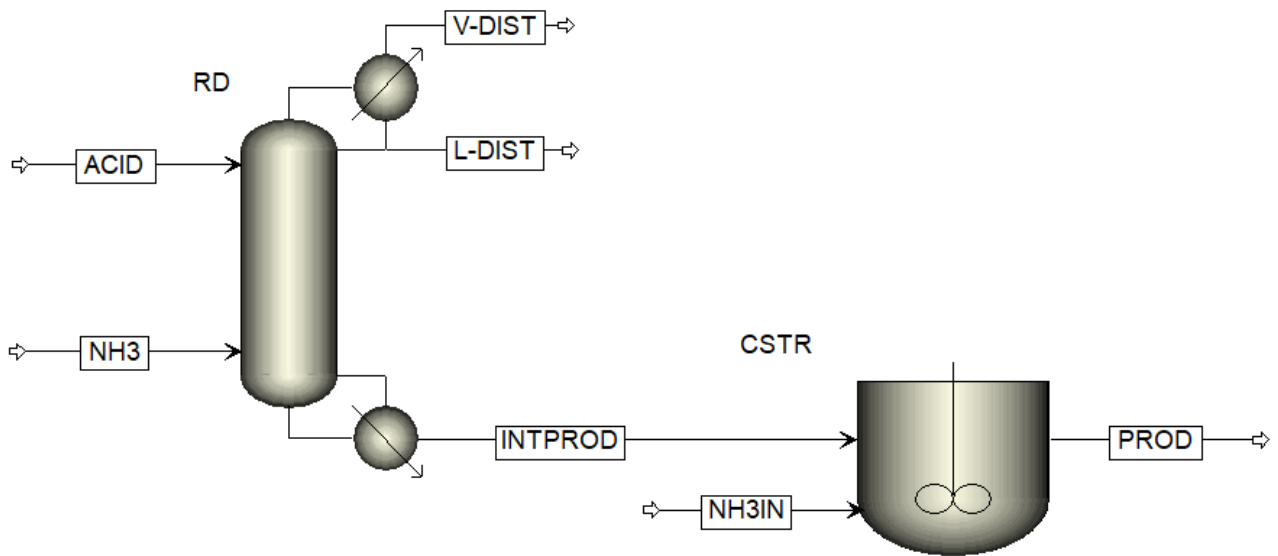 V-DIST
RD
L-DIST
ACID
NH3
CSTR
INTPROD
PROD
NH3IN